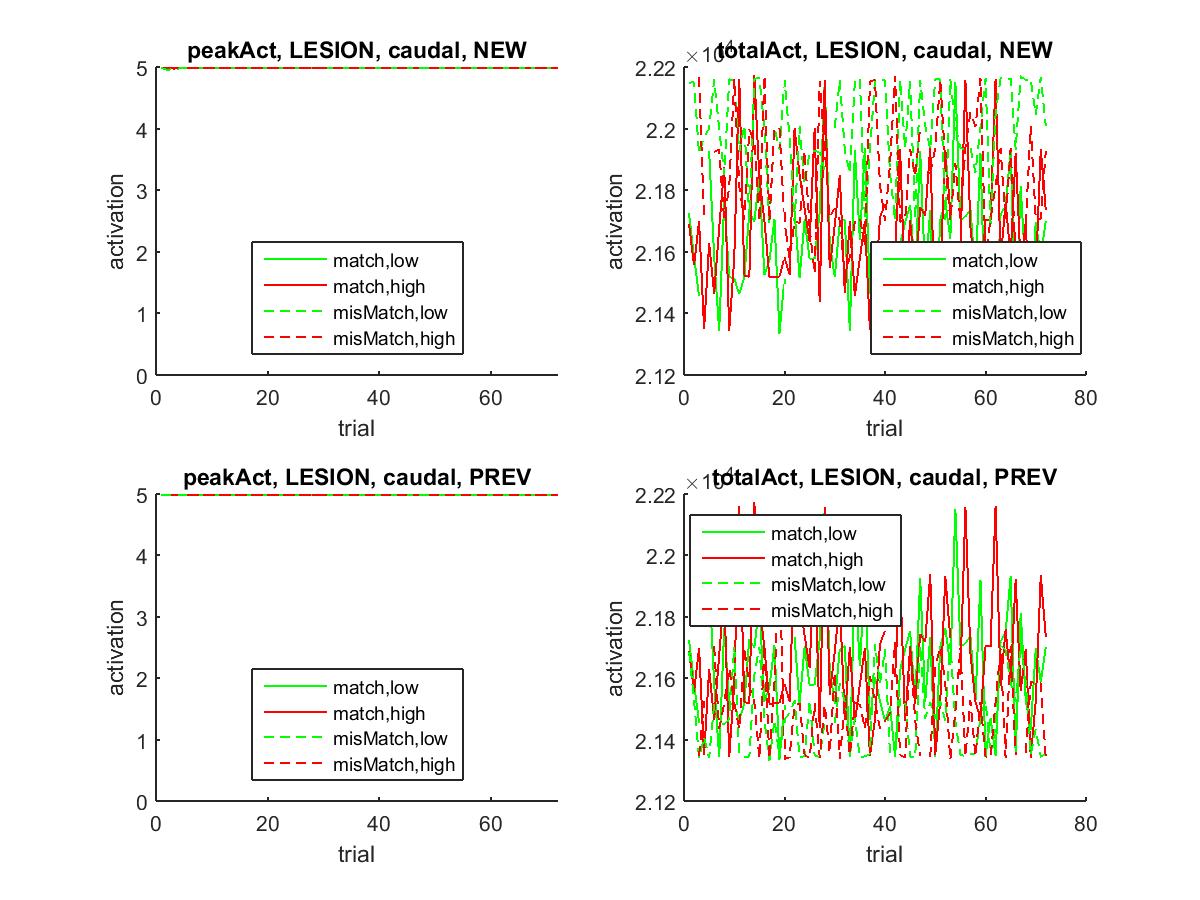 peakAct, LESION, caudal, NEW
5
4
3
2
1
0
activation
match,low
match,high
misMatch,low
misMatch,high
0 20 40 60
trial
×10⁴
totalAct, LESION, caudal, NEW
2.22
2.2
2.18
2.16
2.14
2.12
activation
match,low
match,high
misMatch,low
misMatch,high
0 20 40 60 80
trial
peakAct, LESION, caudal, PREV
5
4
3
2
1
0
activation
match,low
match,high
misMatch,low
misMatch,high
0 20 40 60
trial
×10⁴
totalAct, LESION, caudal, PREV
2.22
2.2
2.18
2.16
2.14
2.12
activation
match,low
match,high
misMatch,low
misMatch,high
0 20 40 60 80
trial